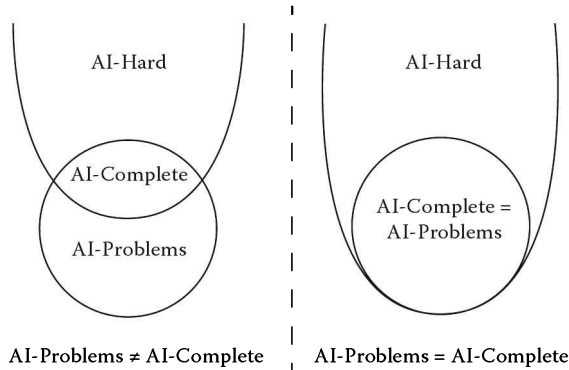 AI-Hard
AI-Complete
AI-Problems
AI-Problems ≠ AI-Complete
AI-Hard
AI-Complete =
AI-Problems
AI-Problems = AI-Complete